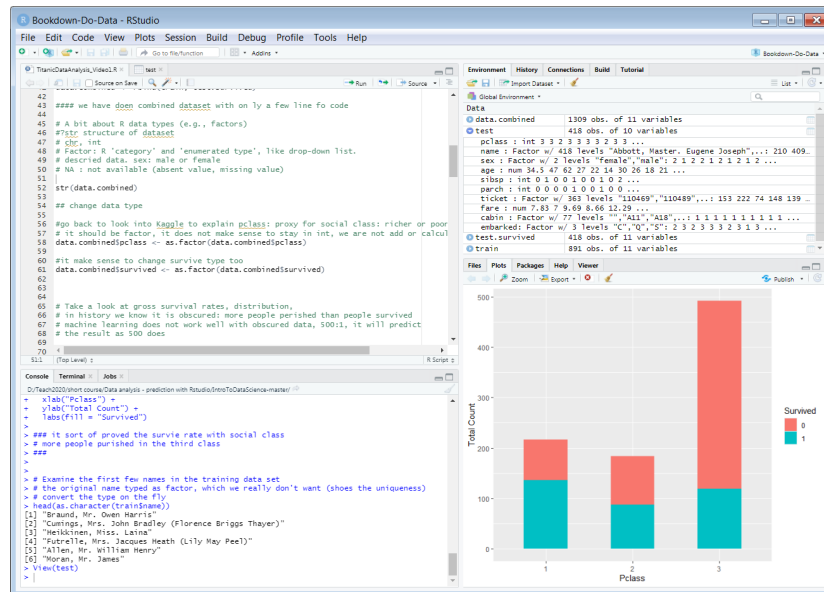 Bookdown-Do-Data - RStudio
File Edit Code View Plots Session Build Debug Profile Tools Help
Go to file/function Addins
Bookdown-Do-Data
TitanicDataAnalysis_Video1.R × test ×
Source on Save Run Source
42
43 #### we have doen combined dataset with on ly a few line fo code
44
45 # A bit about R data types (e.g., factors)
46 #?str structure of dataset
47 # chr, int
48 # Factor: R 'category' and 'enumerated type', like drop-down list.
49 # descried data. sex: male or female
50 # NA : not available (absent value, missing value)
51
52 str(data.combined)
53
54 ## change data type
55
56 #go back to look into Kaggle to explain pclass: proxy for social class: richer or poor
57 # it should be factor, it does not make sense to stay in int, we are not add or calcul
58 data.combined$pclass <- as.factor(data.combined$pclass)
59
60 #it make sense to change survive type too
61 data.combined$survived <- as.factor(data.combined$survived)
62
63
64
65 # Take a look at gross survival rates, distribution,
66 # in history we know it is obscured: more people perished than people survived
67 # machine learning does not work well with obscured data, 500:1, it will predict
68 # the result as 500 does
69
70
51:1 (Top Level) R Script
Console Terminal × Jobs ×
D:/Teach2020/short course/Data analysis - prediction with Rstudio/IntroToDataScience-master/
+ xlab("Pclass") +
+ ylab("Total Count") +
+ labs(fill = "Survived")
>
> ### it sort of proved the survie rate with social class
> # more people purished in the third class
> ###
>
>
> # Examine the first few names in the training data set
> # the original name typed as factor, which we really don't want (shoes the uniqueness)
> # convert the type on the fly
> head(as.character(train$name))
[1] "Braund, Mr. Owen Harris"
[2] "Cumings, Mrs. John Bradley (Florence Briggs Thayer)"
[3] "Heikkinen, Miss. Laina"
[4] "Futrelle, Mrs. Jacques Heath (Lily May Peel)"
[5] "Allen, Mr. William Henry"
[6] "Moran, Mr. James"
> View(test)
>
Environment History Connections Build Tutorial
Import Dataset List
Global Environment
Data
data.combined 1309 obs. of 11 variables
test 418 obs. of 10 variables
pclass : int 3 3 2 3 3 3 3 2 3 3 ...
name : Factor w/ 418 levels "Abbott, Master. Eugene Joseph",..: 210 409…
sex : Factor w/ 2 levels "female","male": 2 1 2 2 1 2 1 2 1 2 ...
age : num 34.5 47 62 27 22 14 30 26 18 21 ...
sibsp : int 0 1 0 0 1 0 0 1 0 2 ...
parch : int 0 0 0 0 1 0 0 1 0 0 ...
ticket : Factor w/ 363 levels "110469","110489",..: 153 222 74 148 139 …
fare : num 7.83 7 9.69 8.66 12.29 ...
cabin : Factor w/ 77 levels "","A11","A18",..: 1 1 1 1 1 1 1 1 1 1 ...
embarked: Factor w/ 3 levels "C","Q","S": 2 3 2 3 3 3 2 3 1 3 ...
test.survived 418 obs. of 11 variables
train 891 obs. of 11 variables
Files Plots Packages Help Viewer
Zoom Export Publish
500
400
300
200
100
0
Total Count
1 2 3
Pclass
Survived
0
1